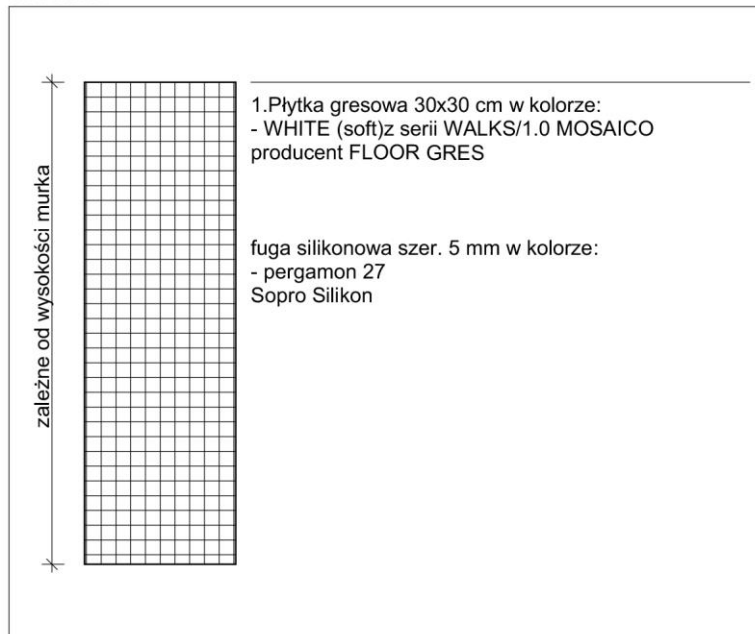 zależne od wysokości murka
1.Płytka gresowa 30x30 cm w kolorze:
- WHITE (soft)z serii WALKS/1.0 MOSAICO
producent FLOOR GRES
fuga silikonowa szer. 5 mm w kolorze:
- pergamon 27
Sopro Silikon